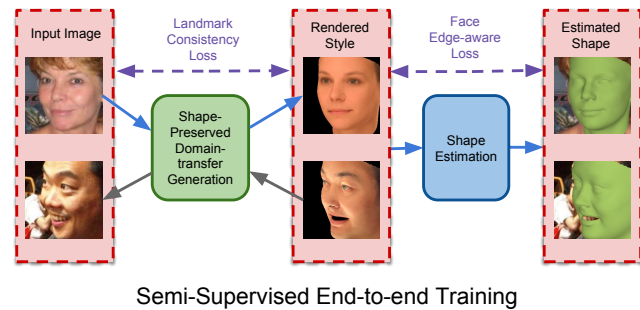 Input Image
Landmark
Consistency
Loss
Rendered
Style
Face
Edge-aware
Loss
Estimated
Shape
Shape-
Preserved
Domain-
transfer
Generation
Shape
Estimation
Semi-Supervised End-to-end Training